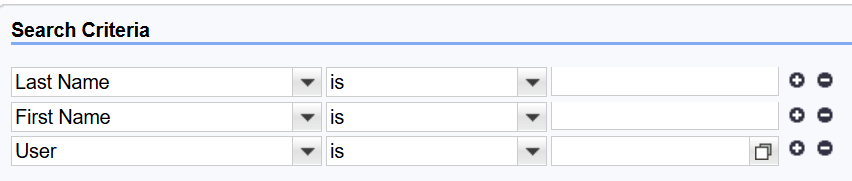 Search Criteria
Last Name is
First Name is
User is